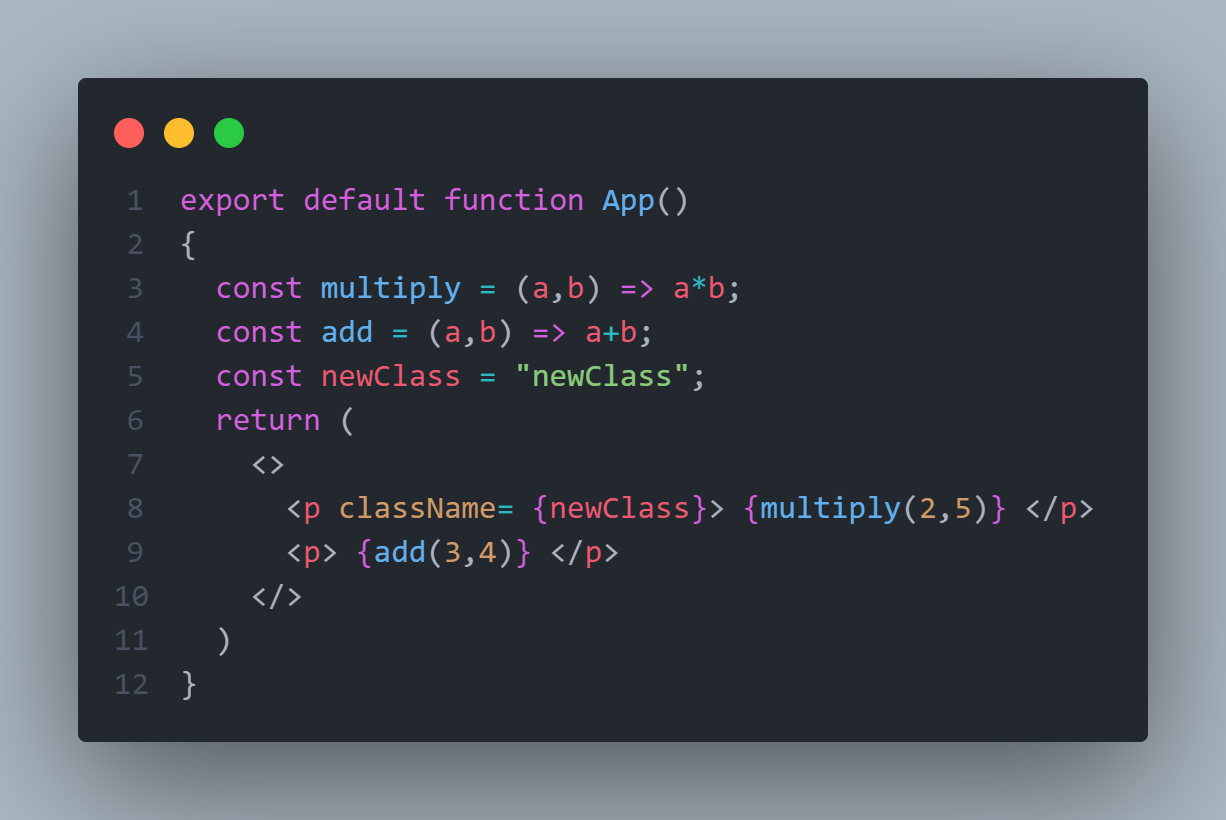 1 export default function App()
2 {
3   const multiply = (a,b) => a*b;
4   const add = (a,b) => a+b;
5   const newClass = "newClass";
6   return (
7     <>
8       <p className= {newClass}> {multiply(2,5)} </p>
9       <p> {add(3,4)} </p>
10     </>
11   )
12 }